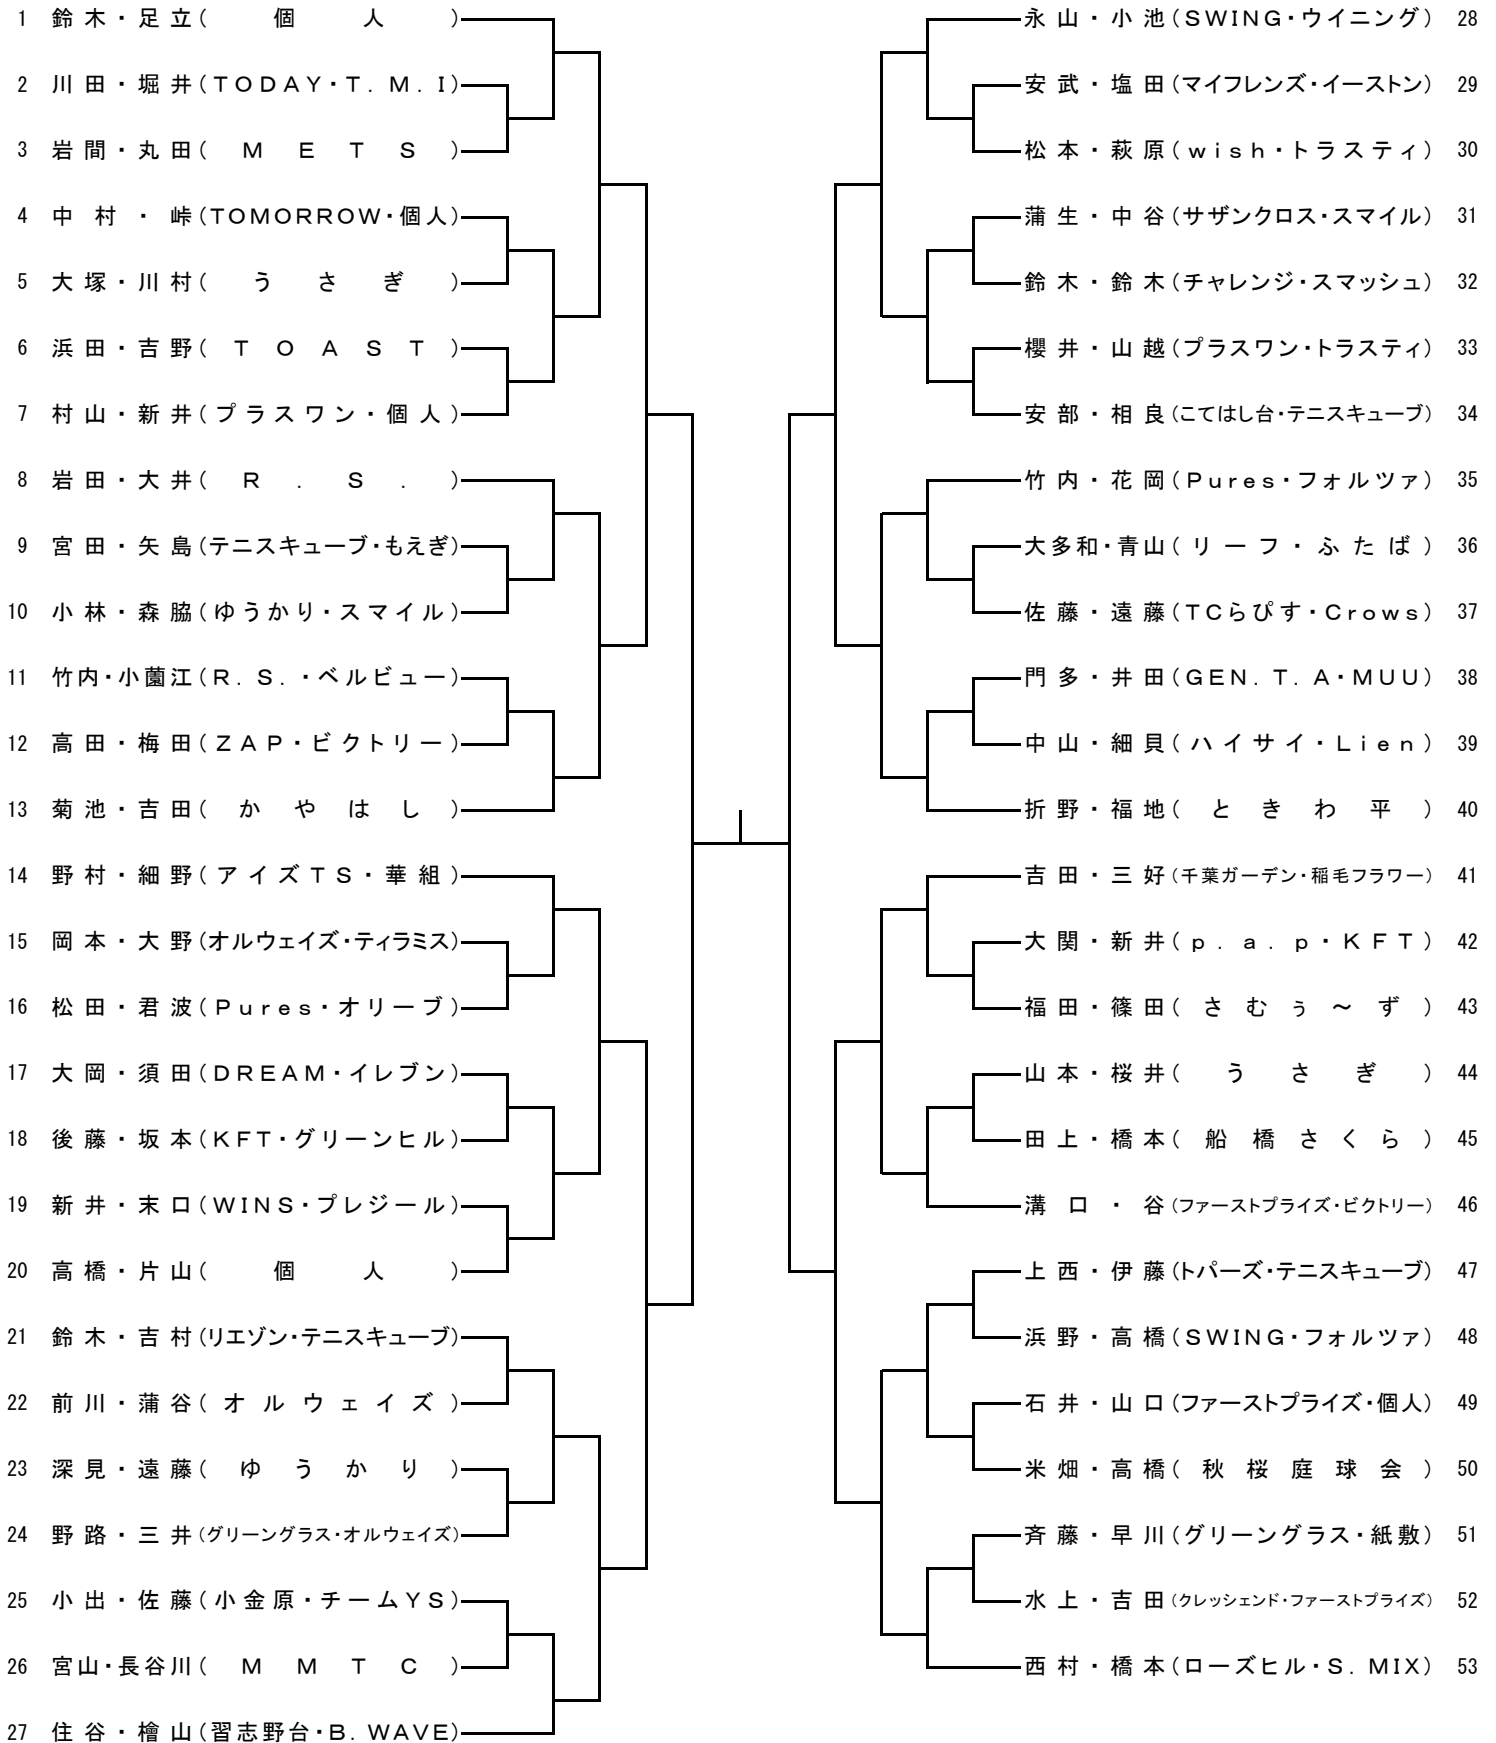 1 鈴木・足立(個人)
2 川田・堀井(TODAY・T.M.I)
3 岩間・丸田(METS)
4 中村・峠(TOMORROW・個人)
5 大塚・川村(うさぎ)
6 浜田・吉野(TOAST)
7 村山・新井(プラスワン・個人)
8 岩田・大井(R.S.)
9 宮田・矢島(テニスキューブ・もえぎ)
10 小林・森脇(ゆうかり・スマイル)
11 竹内・小薗江(R.S.・ベルビュー)
12 高田・梅田(ZAP・ビクトリー)
13 菊池・吉田(かやはし)
14 野村・細野(アイズTS・華組)
15 岡本・大野(オルウェイズ・ティラミス)
16 松田・君波(Pures・オリーブ)
17 大岡・須田(DREAM・イレブン)
18 後藤・坂本(KFT・グリーンヒル)
19 新井・末口(WINS・プレジール)
20 高橋・片山(個人)
21 鈴木・吉村(リエゾン・テニスキューブ)
22 前川・蒲谷(オルウェイズ)
23 深見・遠藤(ゆうかり)
24 野路・三井(グリーングラス・オルウェイズ)
25 小出・佐藤(小金原・チームYS)
26 宮山・長谷川(MMTC)
27 住谷・檜山(習志野台・B.WAVE)
永山・小池(SWING・ウイニング) 28
安武・塩田(マイフレンズ・イーストン) 29
松本・萩原(wish・トラスティ) 30
蒲生・中谷(サザンクロス・スマイル) 31
鈴木・鈴木(チャレンジ・スマッシュ) 32
櫻井・山越(プラスワン・トラスティ) 33
安部・相良(こてはし台・テニスキューブ) 34
竹内・花岡(Pures・フォルツァ) 35
大多和・青山(リーフ・ふたば) 36
佐藤・遠藤(TCらぴす・Crows) 37
門多・井田(GEN.T.A・MUU) 38
中山・細貝(ハイサイ・Lien) 39
折野・福地(ときわ平) 40
吉田・三好(千葉ガーデン・稲毛フラワー) 41
大関・新井(p.a.p・KFT) 42
福田・篠田(さむぅ～ず) 43
山本・桜井(うさぎ) 44
田上・橋本(船橋さくら) 45
溝口・谷(ファーストプライズ・ビクトリー) 46
上西・伊藤(トパーズ・テニスキューブ) 47
浜野・高橋(SWING・フォルツァ) 48
石井・山口(ファーストプライズ・個人) 49
米畑・高橋(秋桜庭球会) 50
斉藤・早川(グリーングラス・紙敷) 51
水上・吉田(クレッシェンド・ファーストプライズ) 52
西村・橋本(ローズヒル・S.MIX) 53